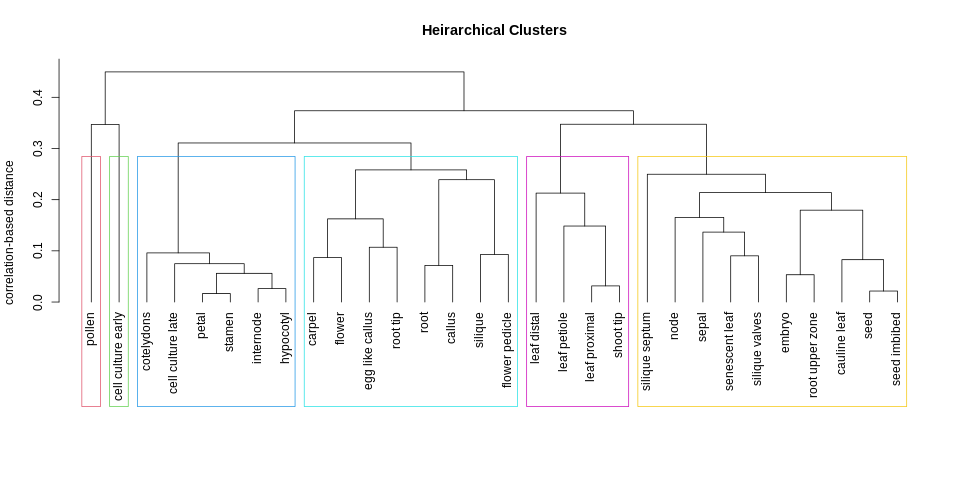 Heirarchical Clusters
correlation-based distance
0.0
0.1
0.2
0.3
0.4
pollen
cell culture early
cotelydons
cell culture late
petal
stamen
internode
hypocotyl
carpel
flower
egg like callus
root tip
root
callus
silique
flower pedicle
leaf distal
leaf petiole
leaf proximal
shoot tip
silique septum
node
sepal
senescent leaf
silique valves
embryo
root upper zone
cauline leaf
seed
seed imbibed